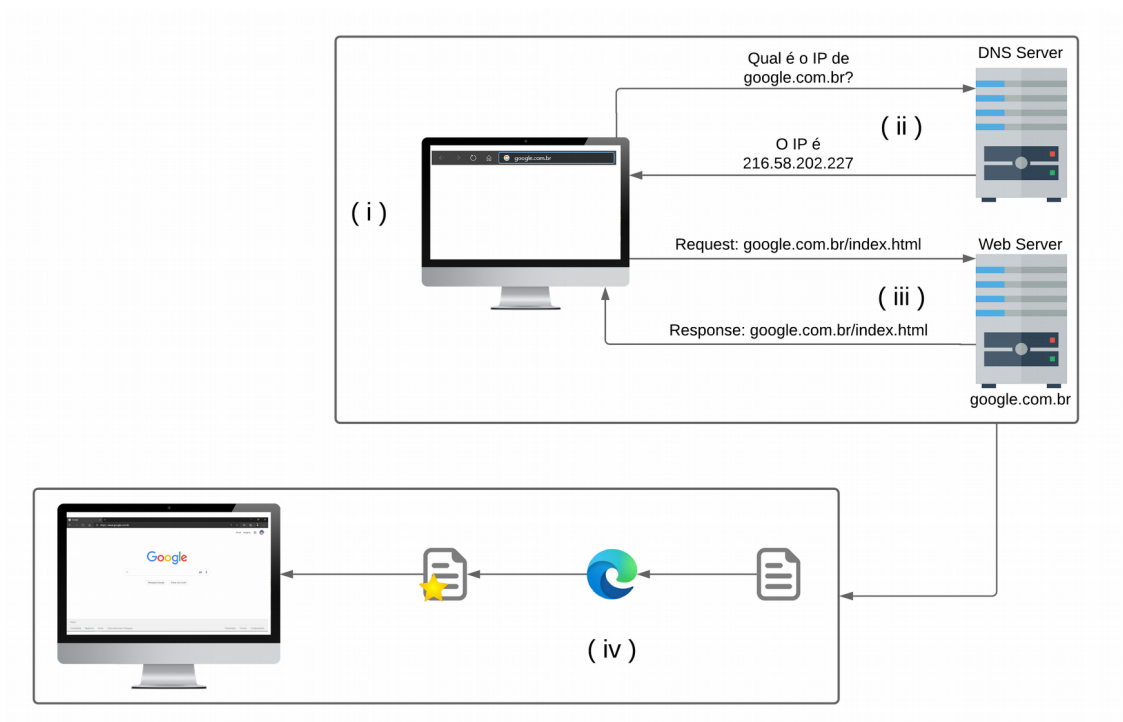 Qual é o IP de
google.com.br?
DNS Server
( ii )
O IP é
216.58.202.227
google.com.br
( i )
Request: google.com.br/index.html
Web Server
( iii )
Response: google.com.br/index.html
google.com.br
Google
( iv )